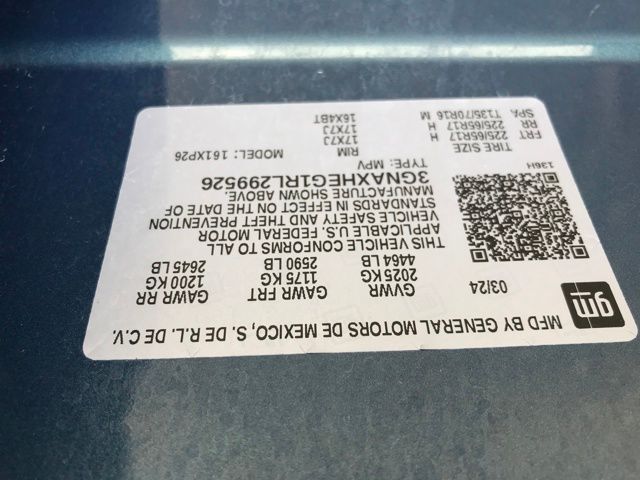 gm
MFD BY GENERAL MOTORS DE MEXICO, S. DE R.L. DE C.V.
03/24
GVWR GAWR FRT GAWR RR
2025 KG 1175 KG 1200 KG
4464 LB 2590 LB 2645 LB
THIS VEHICLE CONFORMS TO ALL
APPLICABLE U.S. FEDERAL MOTOR
VEHICLE SAFETY AND THEFT PREVENTION
STANDARDS IN EFFECT ON THE DATE OF
MANUFACTURE SHOWN ABOVE.
3GNAXHEG1RL299526
TYPE: MPV MODEL: 161XP26
136H
TIRE SIZE RIM
FRT 225/65R17 H 17X7J
RR 225/65R17 H 17X7J
SPA T135/70R16 M 16X4BT